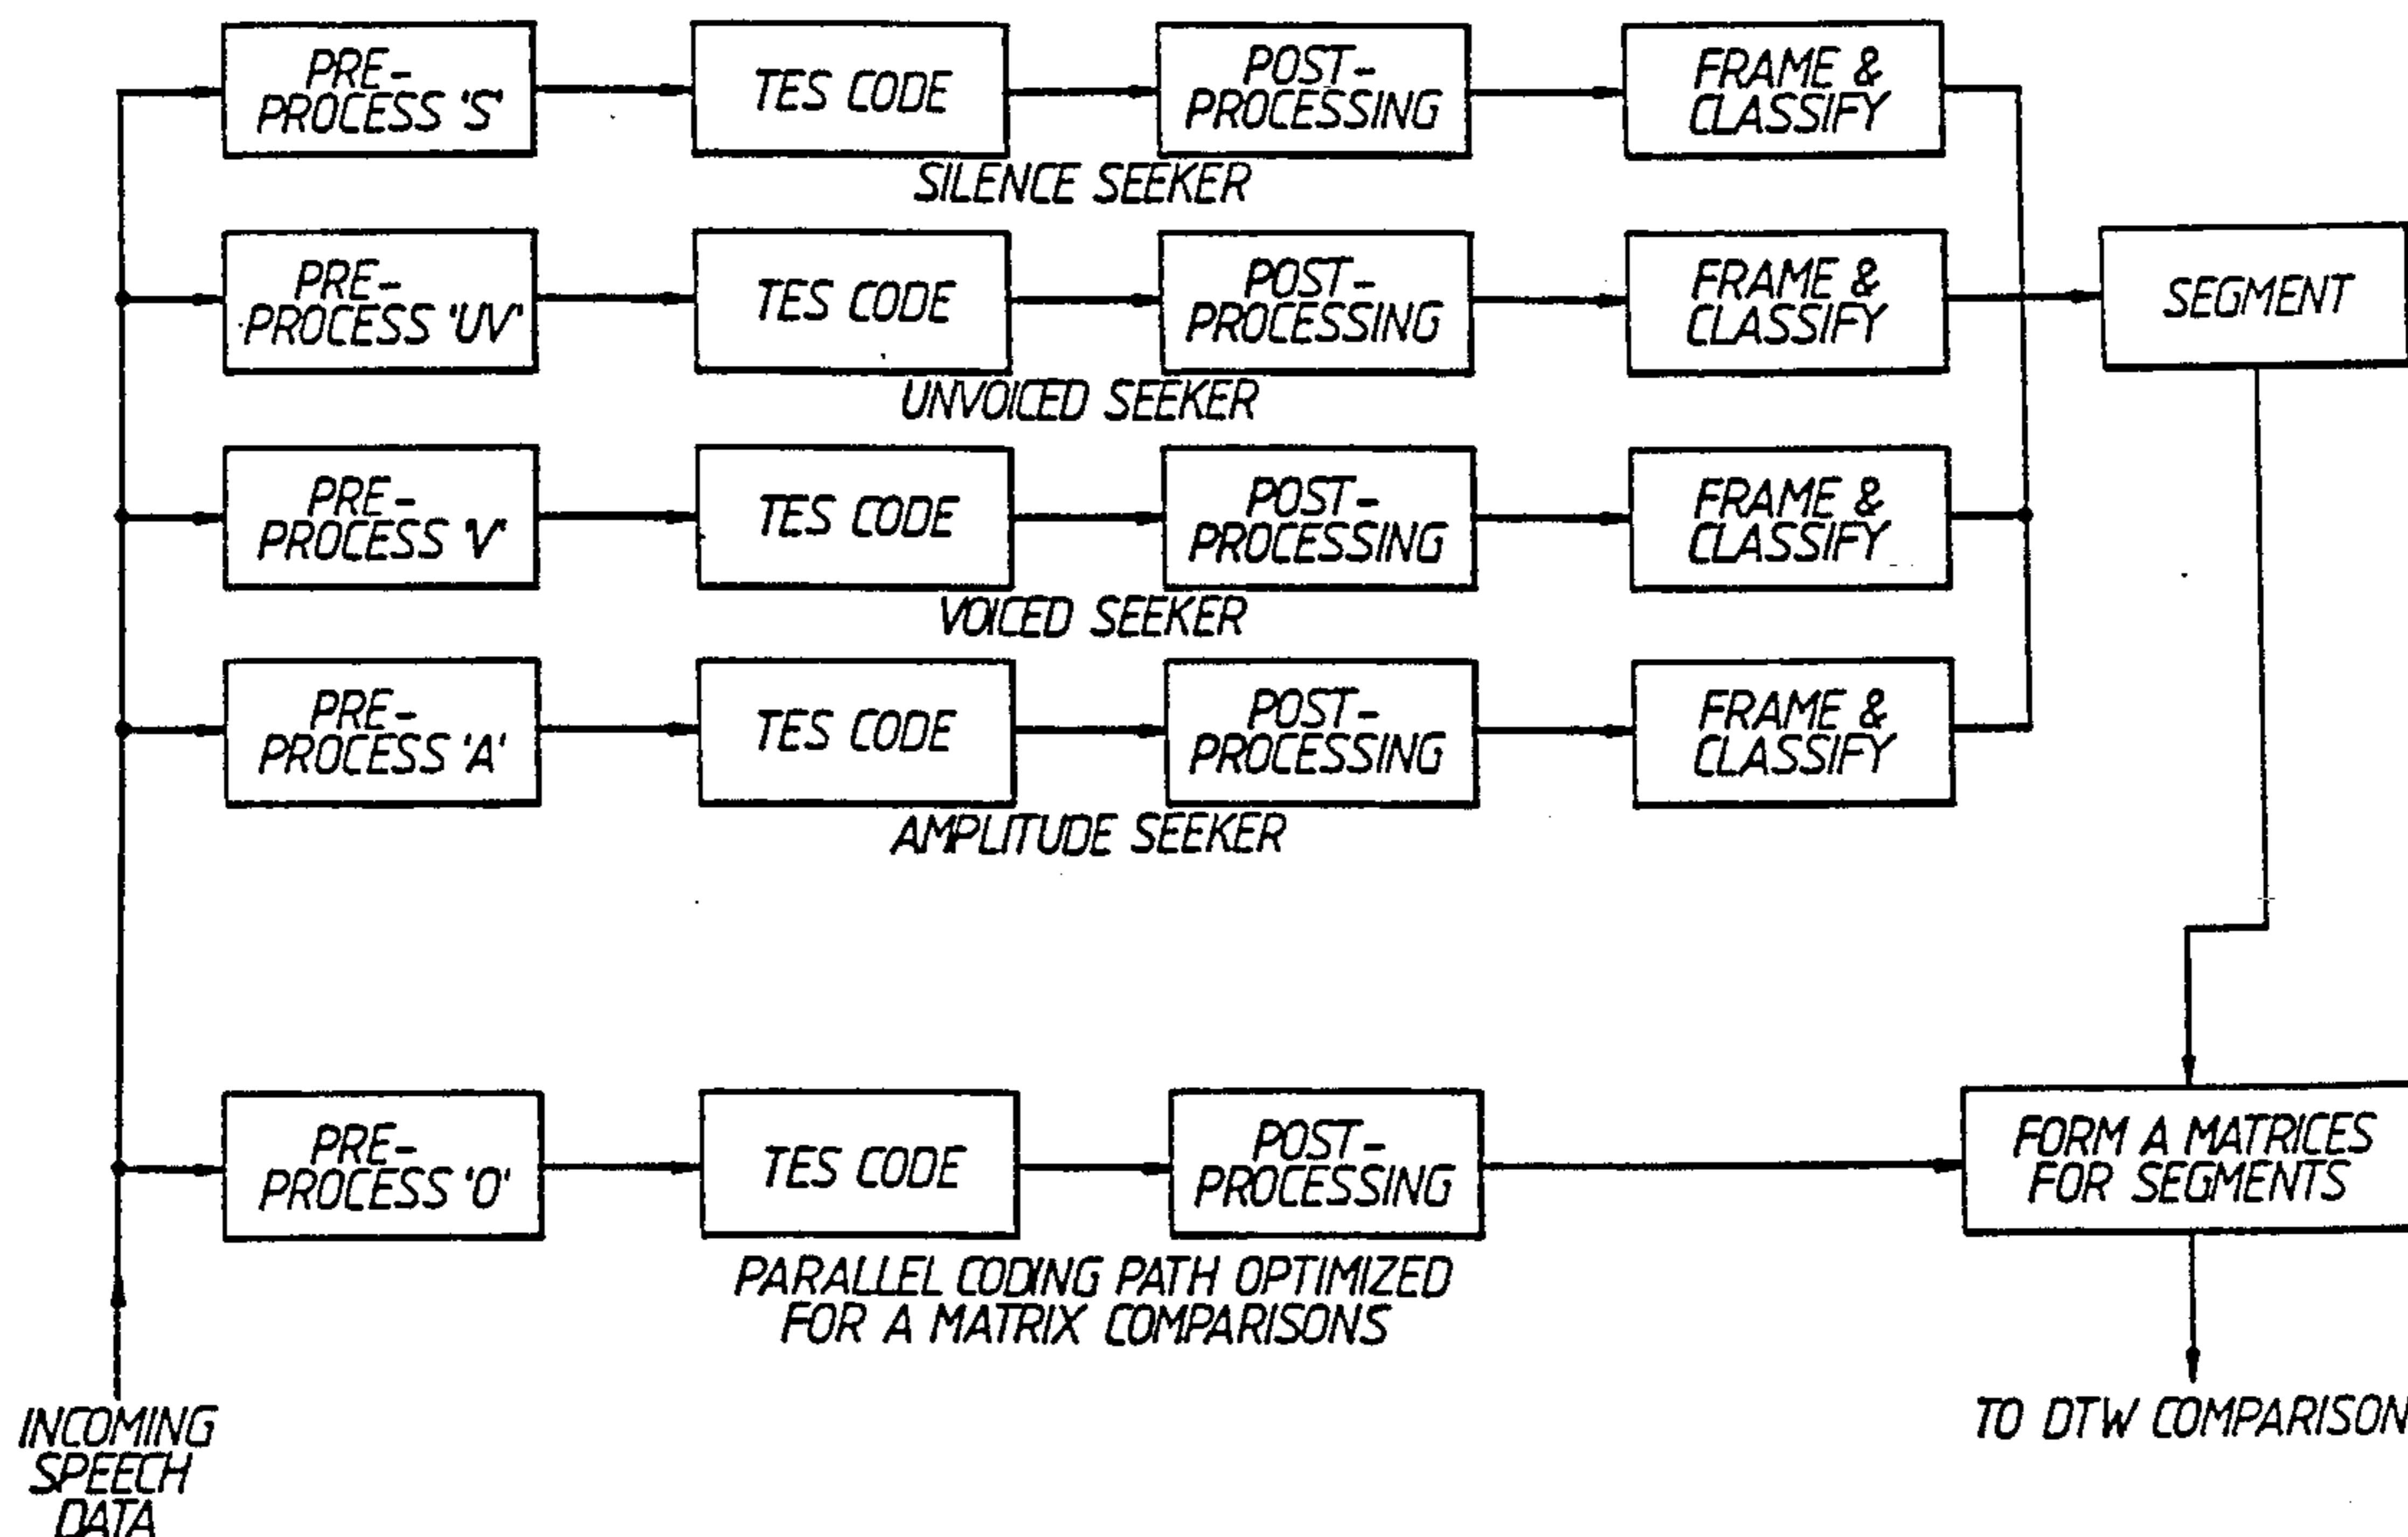 PRE-
PROCESS 'S'
TES CODE
POST-
PROCESSING
FRAME &
CLASSIFY
SILENCE SEEKER
PRE-
PROCESS 'UV'
TES CODE
POST-
PROCESSING
FRAME &
CLASSIFY
SEGMENT
UNVOICED SEEKER
PRE-
PROCESS 'V'
TES CODE
POST-
PROCESSING
FRAME &
CLASSIFY
VOICED SEEKER
PRE-
PROCESS 'A'
TES CODE
POST-
PROCESSING
FRAME &
CLASSIFY
AMPLITUDE SEEKER
PRE-
PROCESS 'O'
TES CODE
POST-
PROCESSING
FORM A MATRICES
FOR SEGMENTS
PARALLEL CODING PATH OPTIMIZED
FOR A MATRIX COMPARISONS
INCOMING
SPEECH
DATA
TO DTW COMPARISON